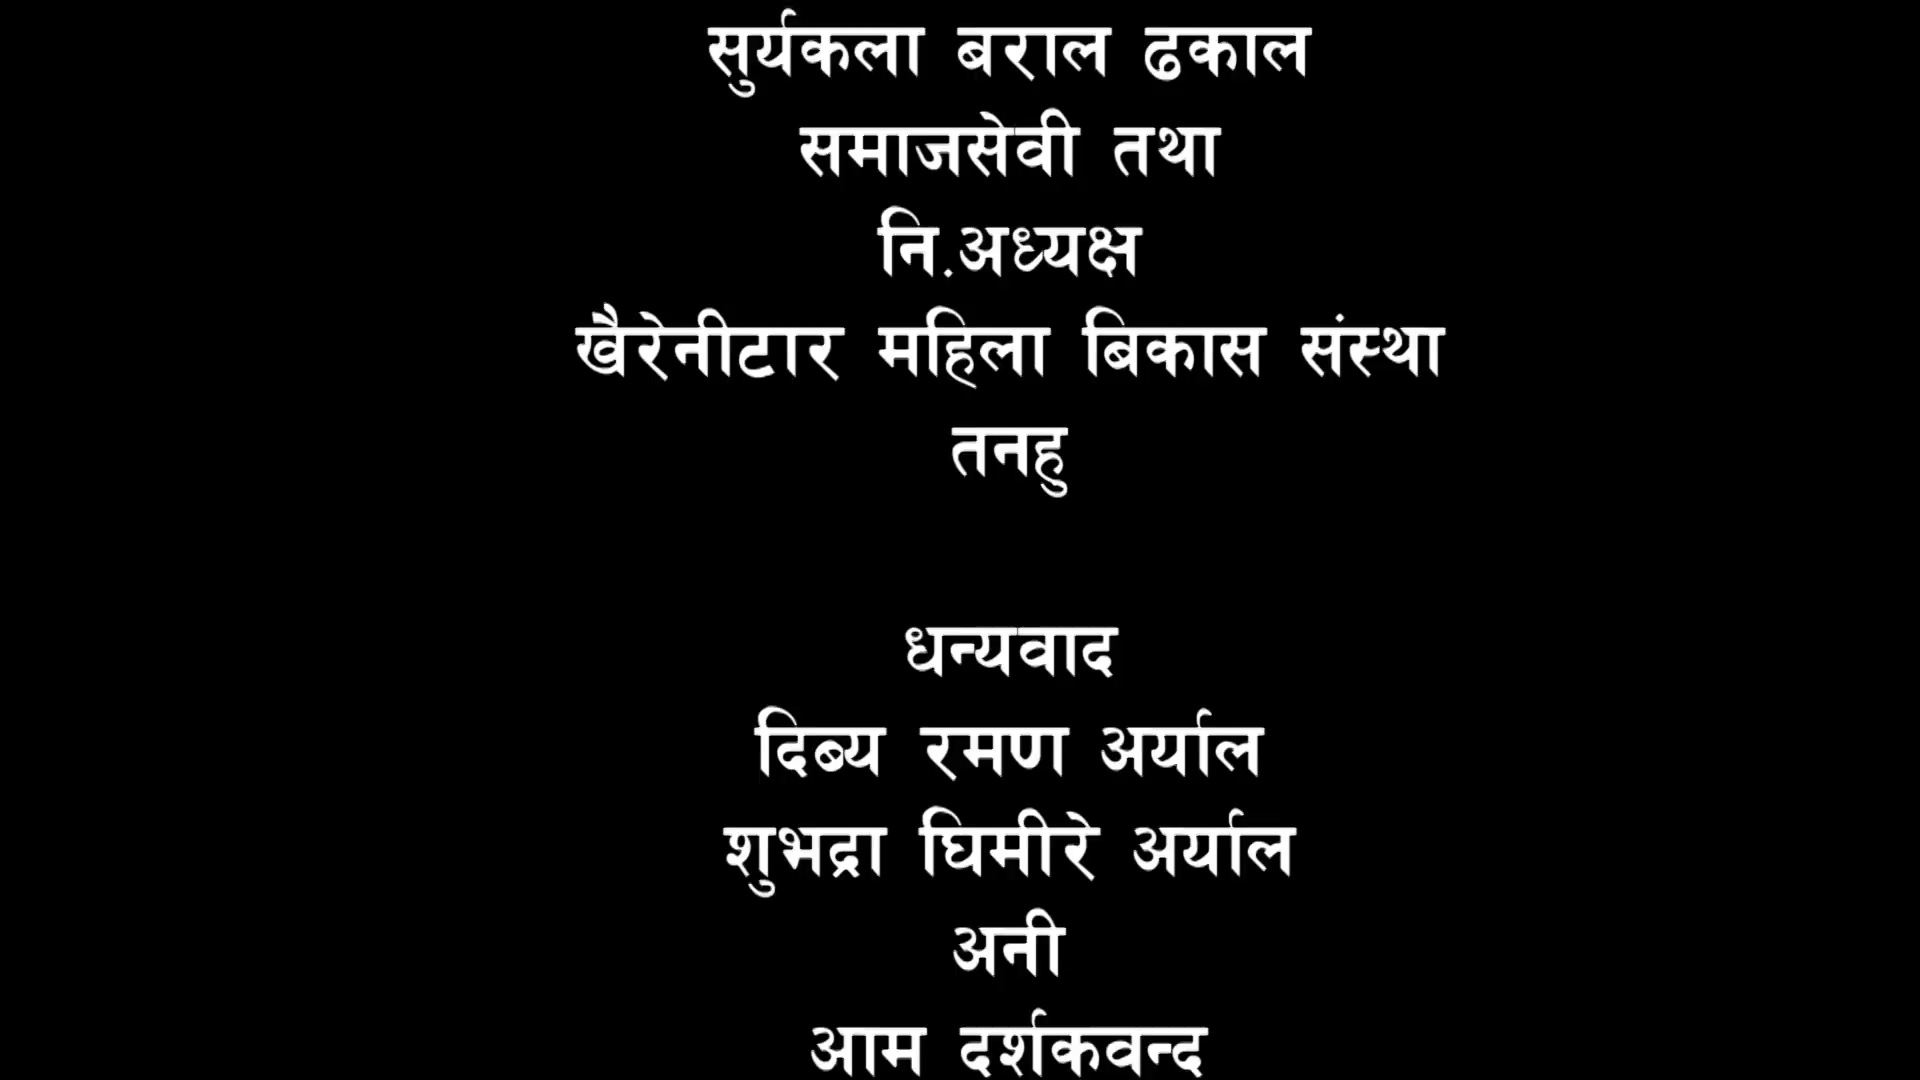 सुर्यकला बराल ढकाल
समाजसेवी तथा
नि.अध्यक्ष
खैरेनीटार महिला बिकास संस्था
तनहु
धन्यवाद
दिब्य रमण अर्याल
शुभद्रा घिमीरे अर्याल
अनी
आम दर्शकवन्द